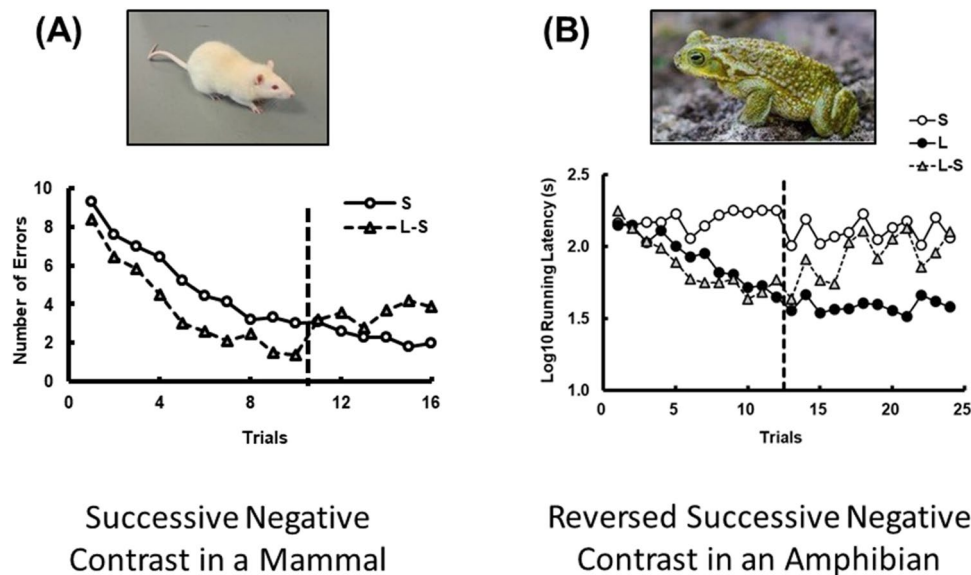 (A)
(B)
S
L
L-S
Number of Errors
10
8
6
4
2
0
S
L-S
0
4
8
12
16
Trials
Log10 Running Latency (s)
2.5
2.0
1.5
1.0
0
5
10
15
20
25
Trials
Successive Negative
Contrast in a Mammal
Reversed Successive Negative
Contrast in an Amphibian